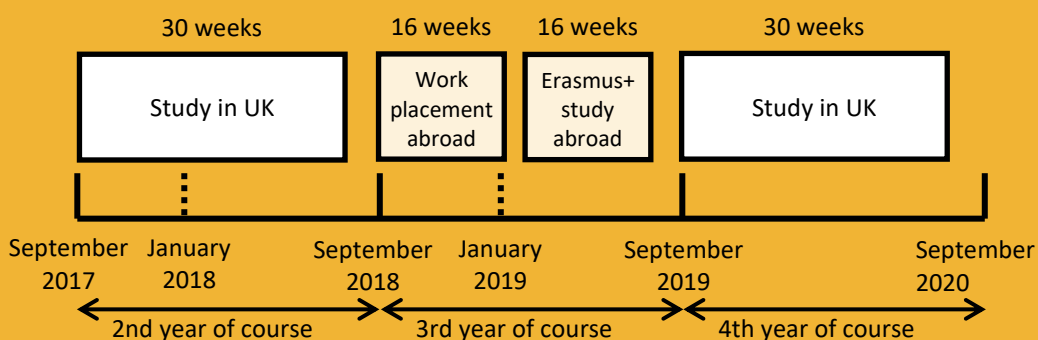 30 weeks
16 weeks
16 weeks
30 weeks
Study in UK
Work
placement
abroad
Erasmus+
study
abroad
Study in UK
September
2017
January
2018
September
2018
January
2019
September
2019
September
2020
2nd year of course
3rd year of course
4th year of course